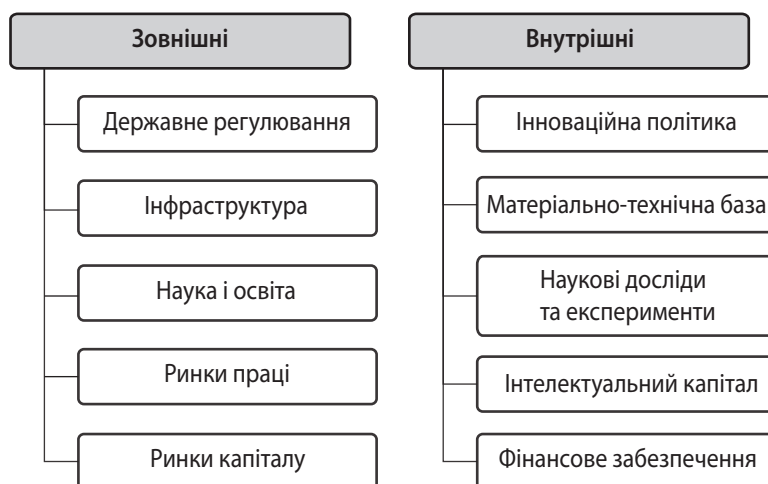 Зовнішні
Державне регулювання
Інфраструктура
Наука і освіта
Ринки праці
Ринки капіталу
Внутрішні
Інноваційна політика
Матеріально-технічна база
Наукові досліди
та експерименти
Інтелектуальний капітал
Фінансове забезпечення